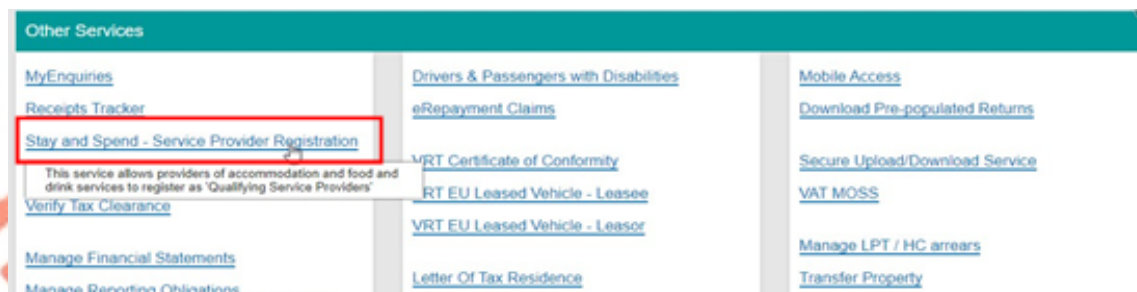 Other Services
MyEnquiries
Receipts Tracker
Stay and Spend - Service Provider Registration
This service allows providers of accommodation and food and
drink services to register as 'Qualifying Service Providers'
Verify Tax Clearance
Manage Financial Statements
Manage Reporting Obligations
Drivers & Passengers with Disabilities
eRepayment Claims
VRT Certificate of Conformity
VRT EU Leased Vehicle - Leasee
VRT EU Leased Vehicle - Leasor
Letter Of Tax Residence
Mobile Access
Download Pre-populated Returns
Secure Upload/Download Service
VAT MOSS
Manage LPT / HC arrears
Transfer Property